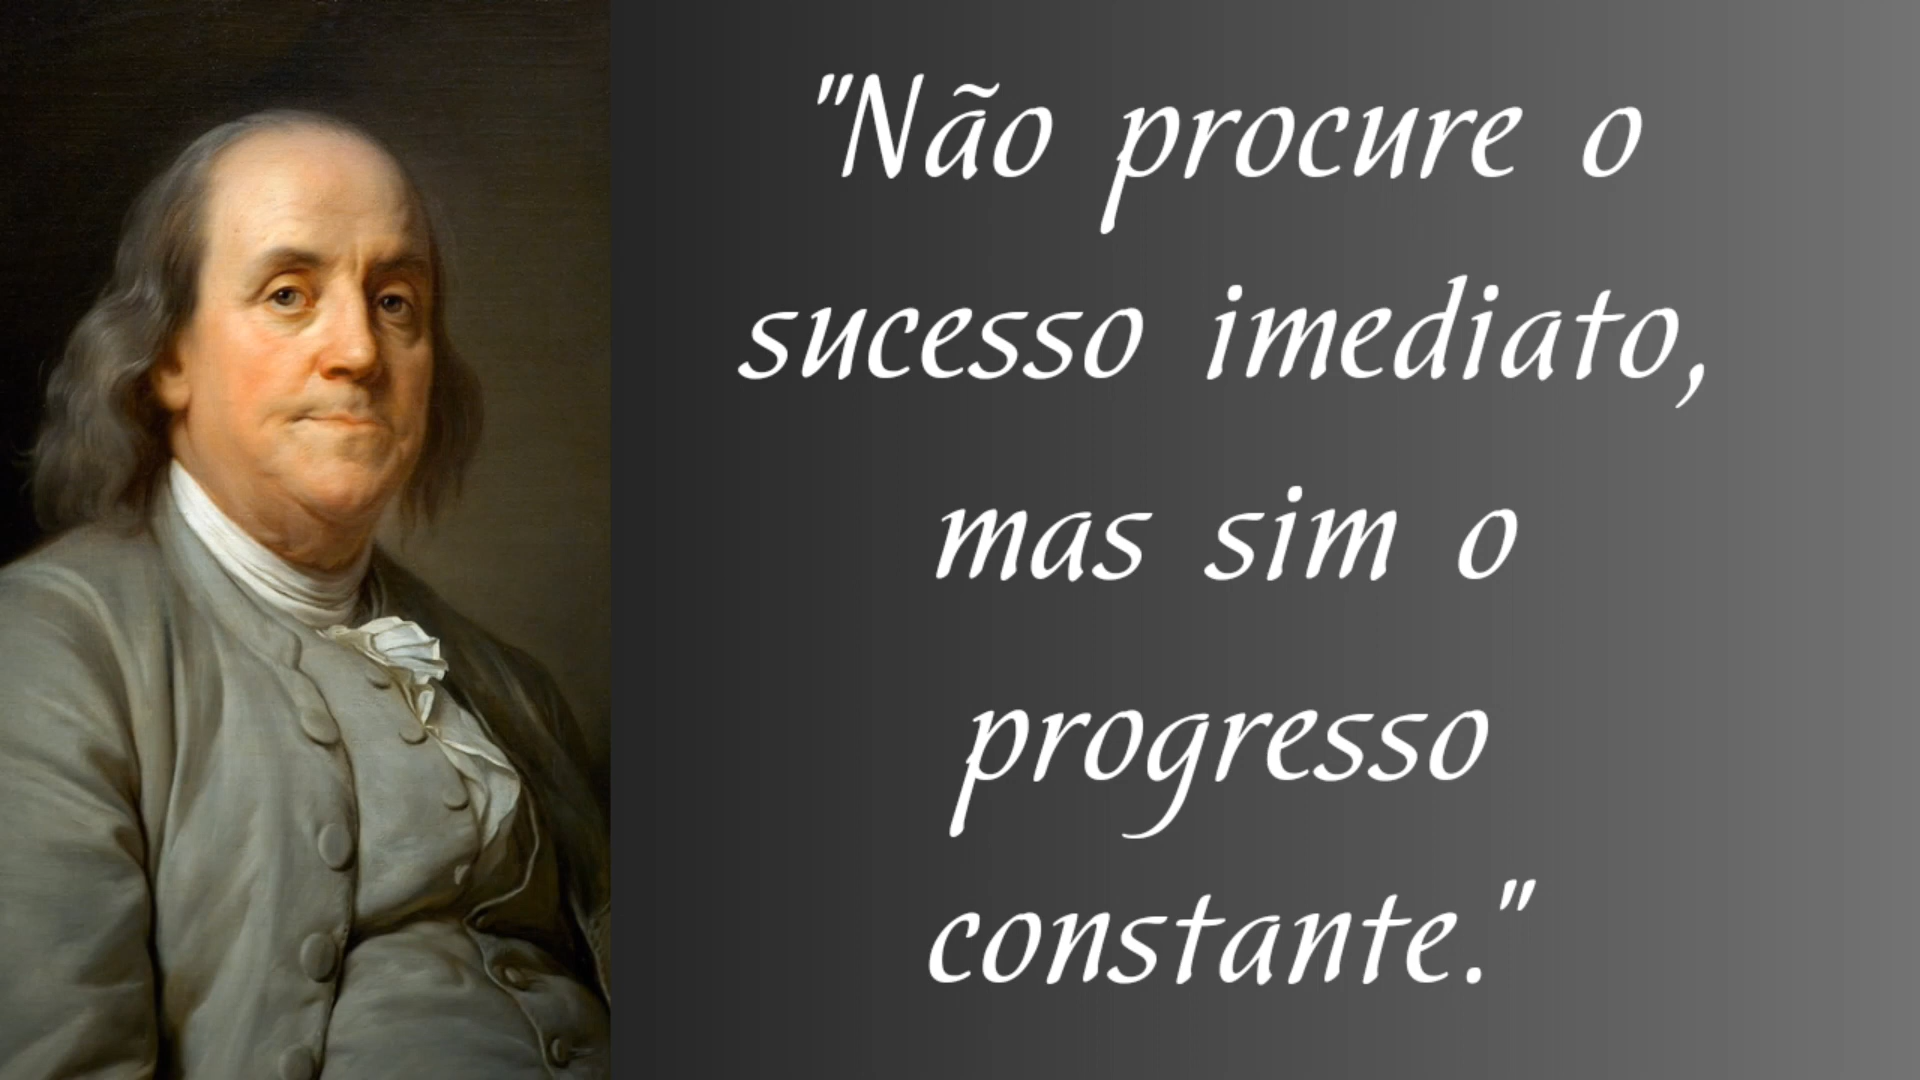 "Não procure o
sucesso imediato,
mas sim o
progresso
constante."